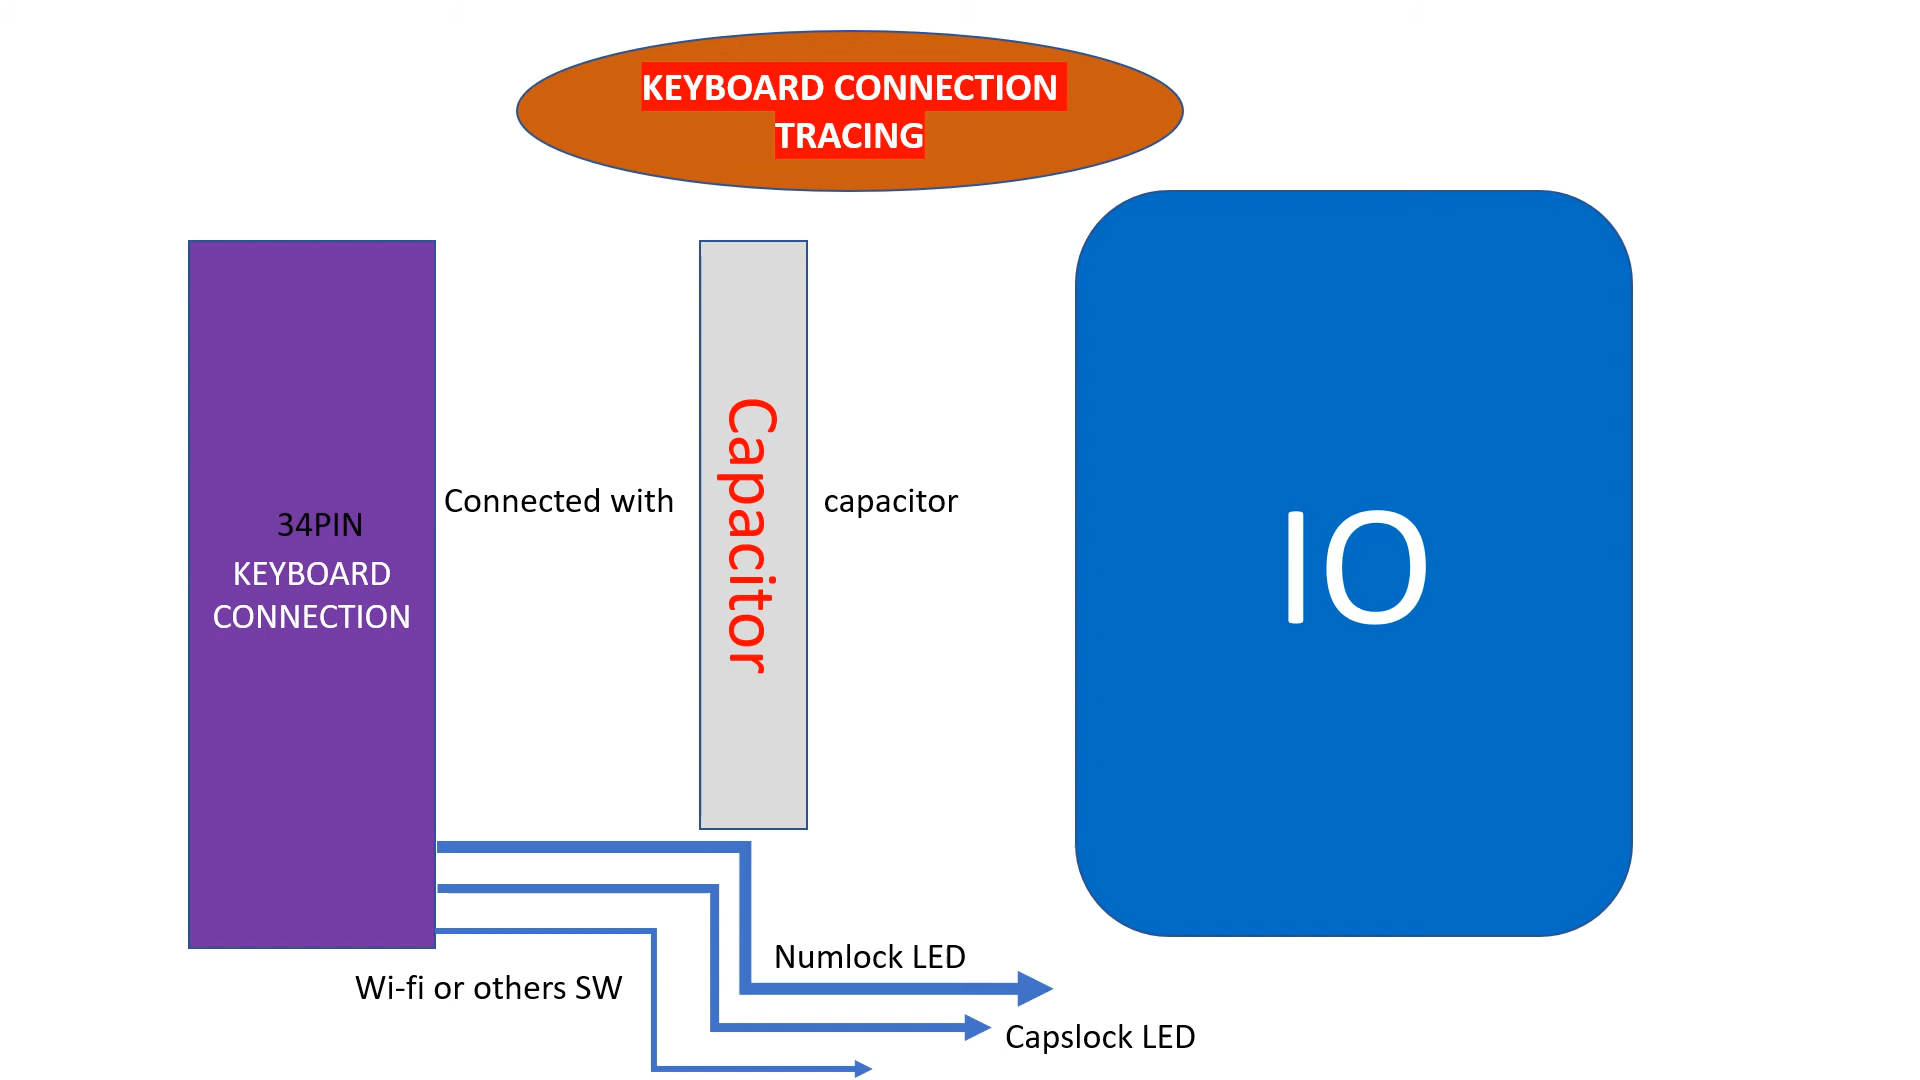 KEYBOARD CONNECTION
TRACING
34PIN
KEYBOARD
CONNECTION
Connected with
Capacitor
capacitor
IO
Numlock LED
Wi-fi or others SW
Capslock LED